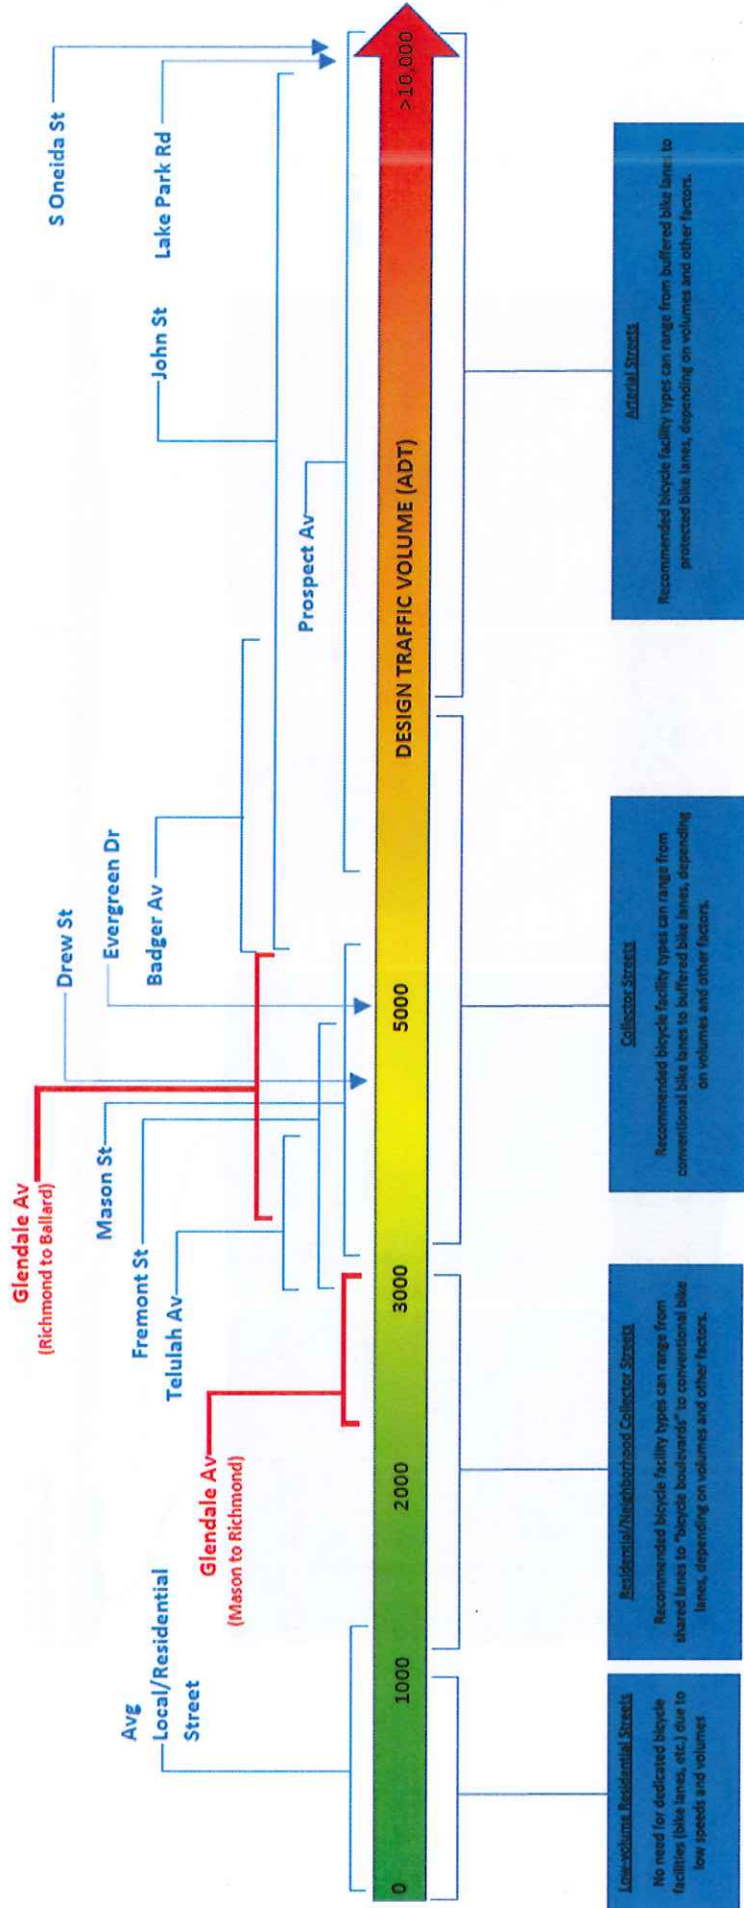 S Oneida St
Lake Park Rd
John St
Prospect Av
Badger Av
Evergreen Dr
Drew St
Glendale Av
(Richmond to Ballard)
Mason St
Fremont St
Telulah Av
Glendale Av
(Mason to Richmond)
Avg
Local/Residential
Street
0
1000
2000
3000
5000
DESIGN TRAFFIC VOLUME (ADT)
>10,000
Low-volume Residential Streets
No need for dedicated bicycle
facilities (bike lanes, etc.) due to
low speeds and volumes
Residential/Neighborhood Collector Streets
Recommended bicycle facility types can range from
shared lanes to "bicycle boulevards" to conventional bike
lanes, depending on volumes and other factors.
Collector Streets
Recommended bicycle facility types can range from
conventional bike lanes to buffered bike lanes, depending
on volumes and other factors.
Arterial Streets
Recommended bicycle facility types can range from buffered bike lanes to
protected bike lanes, depending on volumes and other factors.